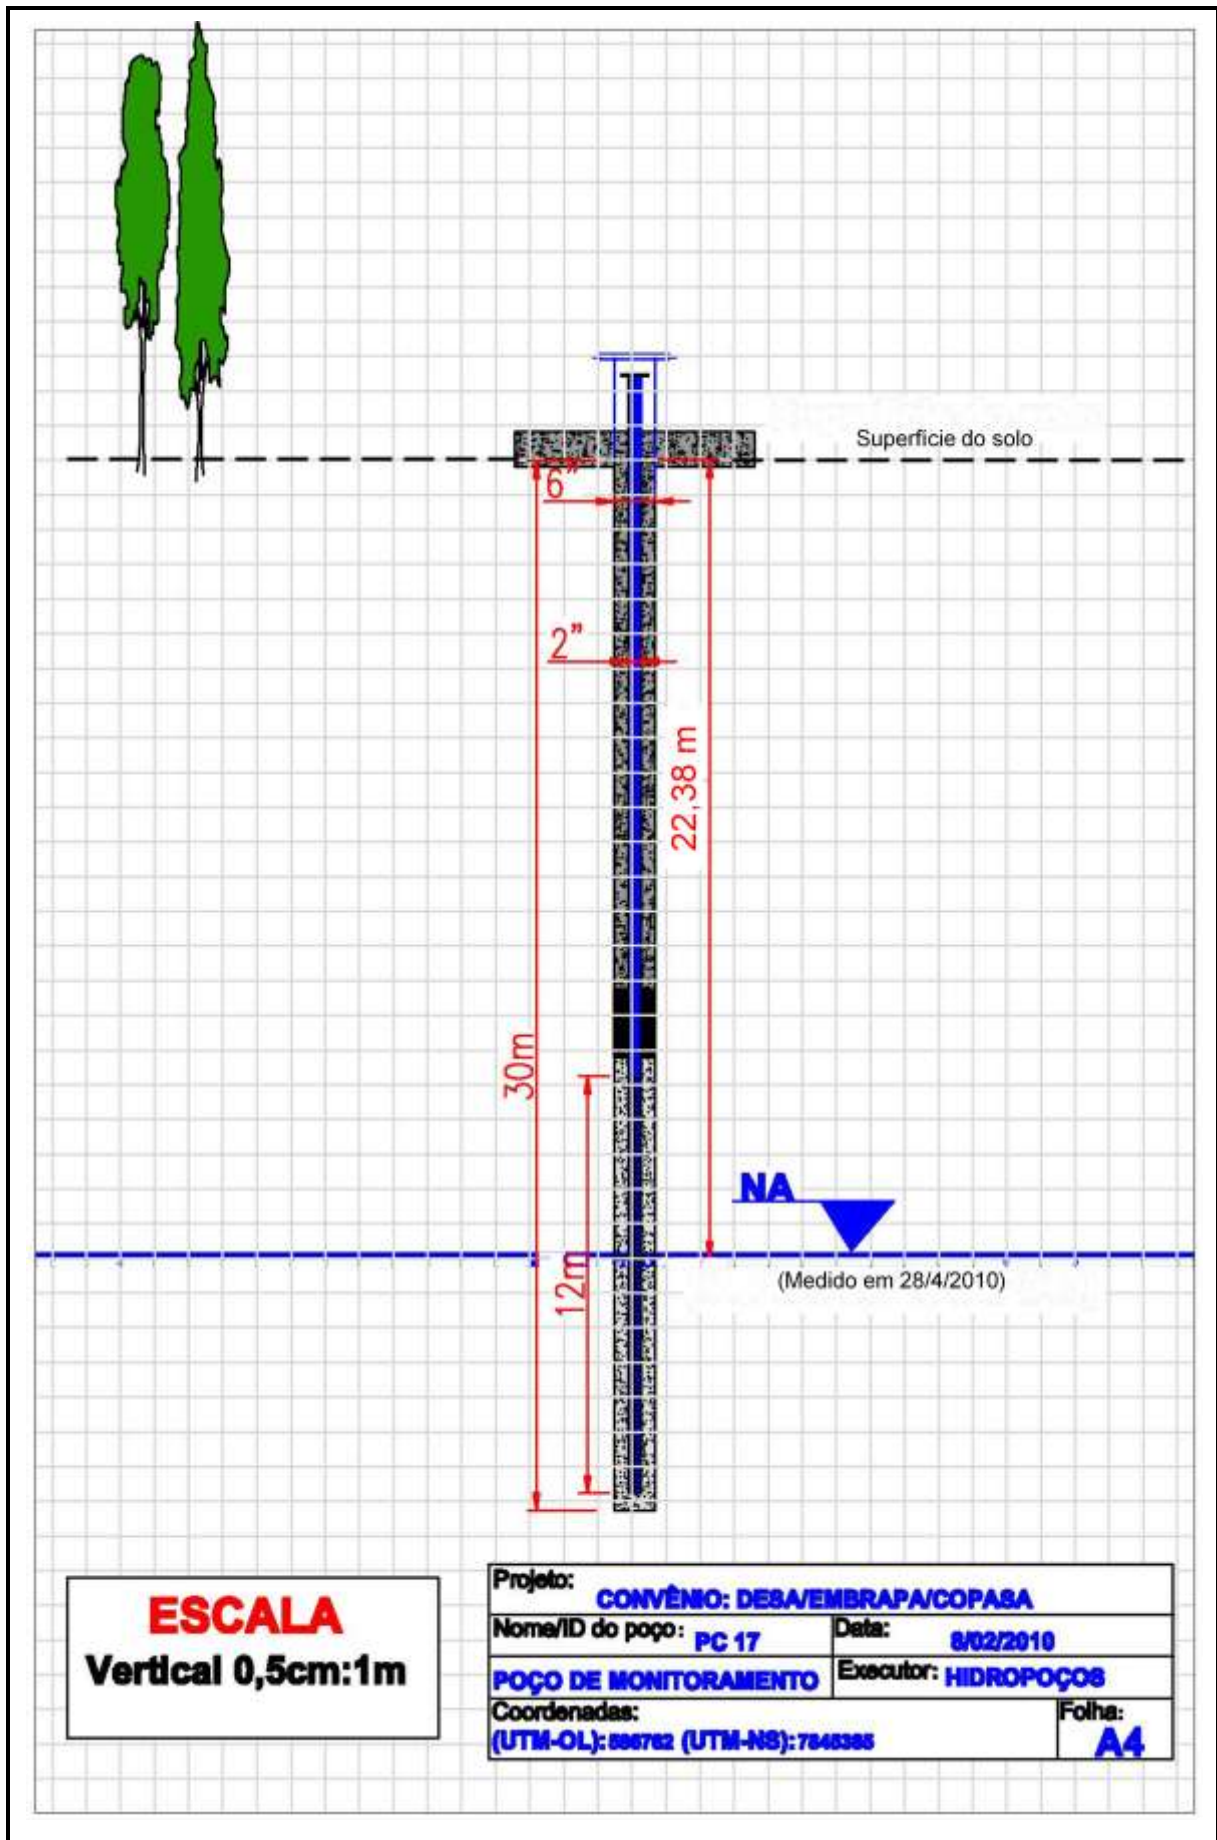 Superfície do solo
6”
2”
22,38 m
30m
NA
12m
(Medido em 28/4/2010)
ESCALA
Vertical 0,5cm:1m
Projeto:
CONVÊNIO: DESA/EMBRAPA/COPASA
Nome/ID do poço: PC 17
Data: 8/02/2010
POÇO DE MONITORAMENTO
Executor: HIDROPOÇOS
Coordenadas:
(UTM-OL): (UTM-NS):
Folha:
A4